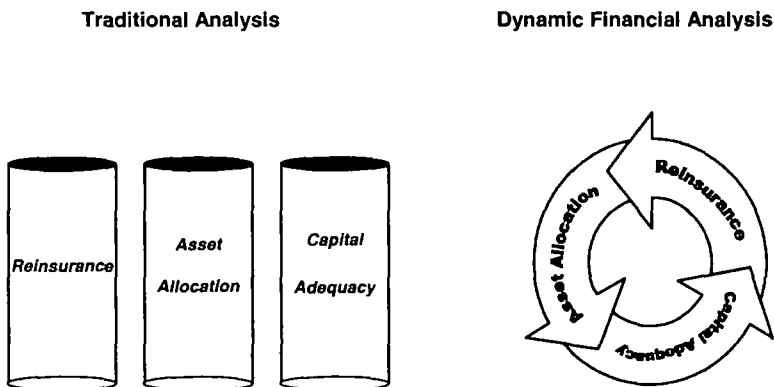 Traditional Analysis
Dynamic Financial Analysis
Reinsurance
Asset
Allocation
Capital
Adequacy
Reinsurance
Asset Allocation
Capital Adequacy